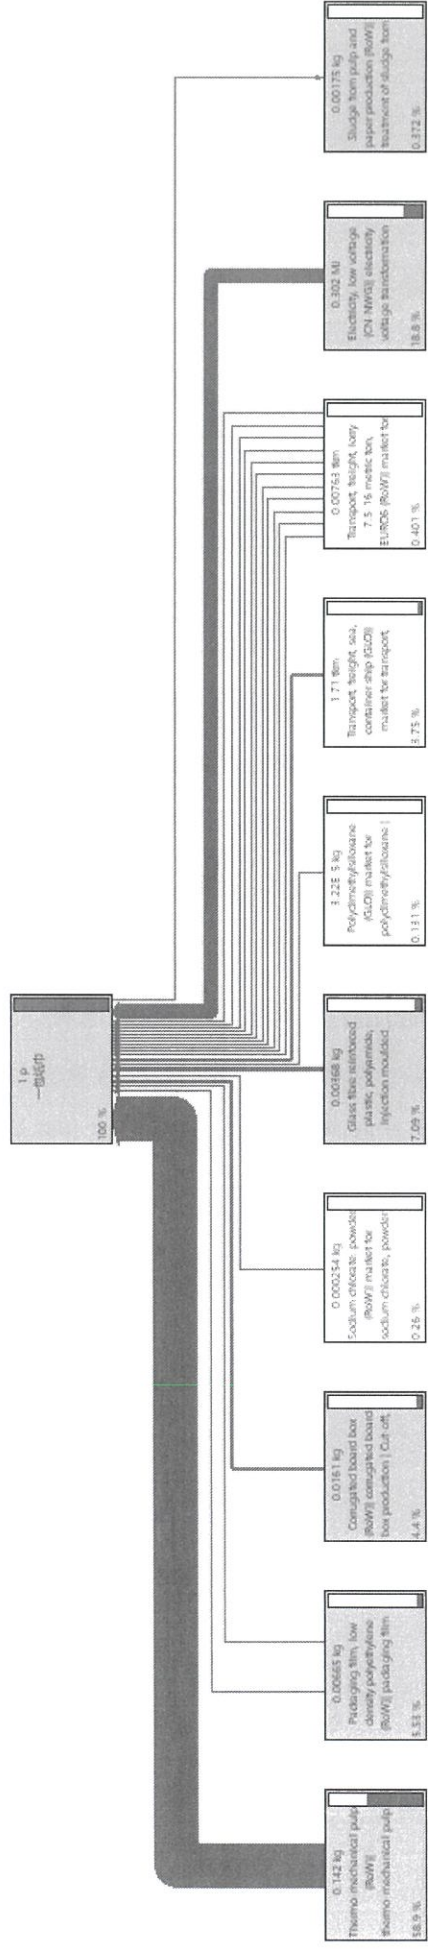 1 p
一包纸巾
100 %
0.142 kg
Thermo-mechanical pulp
{RoW}|
thermo-mechanical pulp
58.9 %
0.00665 kg
Packaging film, low
density polyethylene
{RoW}| packaging film
5.53 %
0.0161 kg
Corrugated board box
{RoW}| corrugated board
box production | Cut-off,
4.4 %
0.000254 kg
Sodium chlorate, powder
{RoW}| market for
sodium chlorate, powder
0.26 %
0.00368 kg
Glass fibre reinforced
plastic, polyamide,
injection moulded
7.09 %
3.22E-5 kg
Polydimethylsiloxane
{GLO}| market for
polydimethylsiloxane |
0.131 %
1.71 tkm
Transport, freight, sea,
container ship {GLO}|
market for transport,
3.75 %
0.00763 tkm
Transport, freight, lorry
7.5-16 metric ton,
EURO6 {RoW}| market for
0.401 %
0.302 MJ
Electricity, low voltage
{CN-NWG}| electricity
voltage transformation
18.8 %
0.00175 kg
Sludge from pulp and
paper production {RoW}|
treatment of sludge from
0.372 %